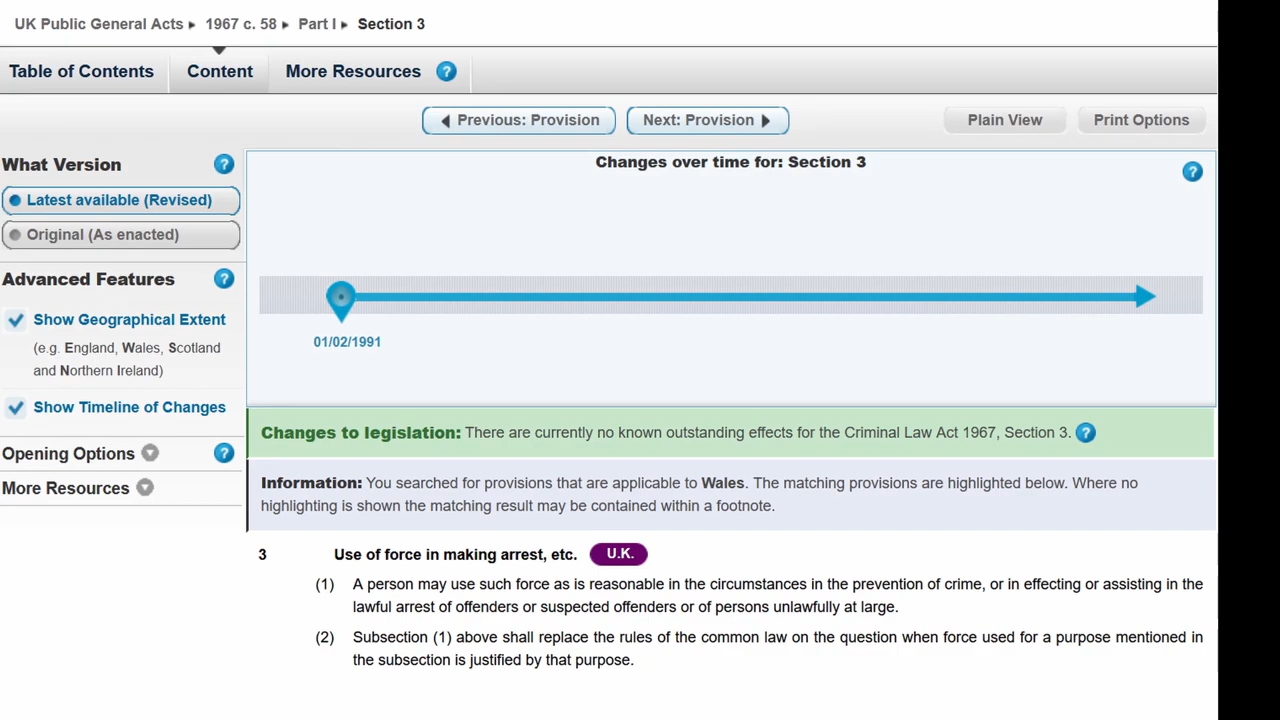 UK Public General Acts ▶ 1967 c. 58 ▶ Part I ▶ Section 3
Table of Contents Content More Resources ?
Previous: Provision Next: Provision Plain View Print Options
What Version ?
Latest available (Revised)
Original (As enacted)
Advanced Features ?
Show Geographical Extent
(e.g. England, Wales, Scotland
and Northern Ireland)
Show Timeline of Changes
Opening Options ?
More Resources
Changes over time for: Section 3
?
01/02/1991
Changes to legislation: There are currently no known outstanding effects for the Criminal Law Act 1967, Section 3. ?
Information: You searched for provisions that are applicable to Wales. The matching provisions are highlighted below. Where no
highlighting is shown the matching result may be contained within a footnote.
3 Use of force in making arrest, etc. U.K.
(1) A person may use such force as is reasonable in the circumstances in the prevention of crime, or in effecting or assisting in the
lawful arrest of offenders or suspected offenders or of persons unlawfully at large.
(2) Subsection (1) above shall replace the rules of the common law on the question when force used for a purpose mentioned in
the subsection is justified by that purpose.